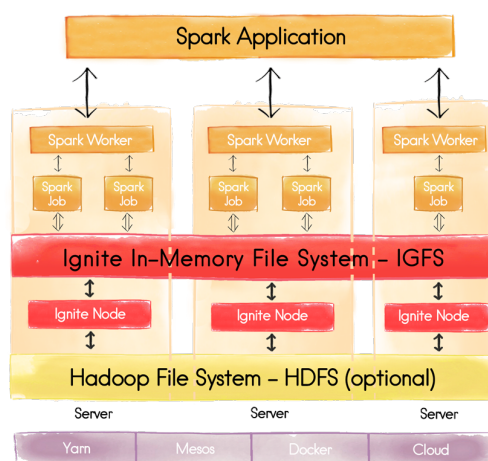 Spark Application
Spark Worker
Spark Worker
Spark Worker
Spark
Job
Spark
Job
Spark
Job
Spark
Job
Spark
Job
Ignite In-Memory File System - IGFS
Ignite Node
Ignite Node
Ignite Node
Hadoop File System - HDFS (optional)
Server
Server
Server
Yarn
Mesos
Docker
Cloud